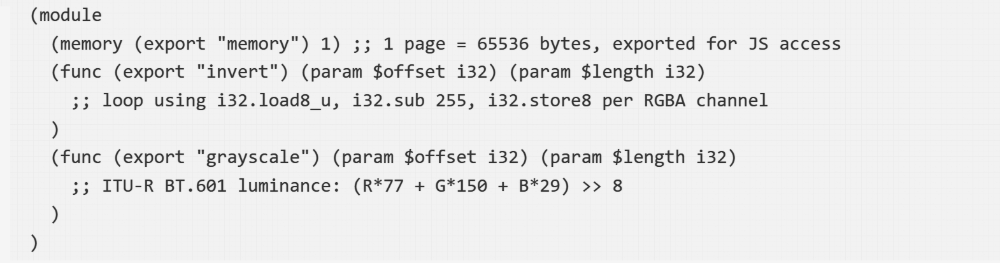 (module
  (memory (export "memory") 1) ;; 1 page = 65536 bytes, exported for JS access
  (func (export "invert") (param $offset i32) (param $length i32)
    ;; loop using i32.load8_u, i32.sub 255, i32.store8 per RGBA channel
  )
  (func (export "grayscale") (param $offset i32) (param $length i32)
    ;; ITU-R BT.601 luminance: (R*77 + G*150 + B*29) >> 8
  )
)